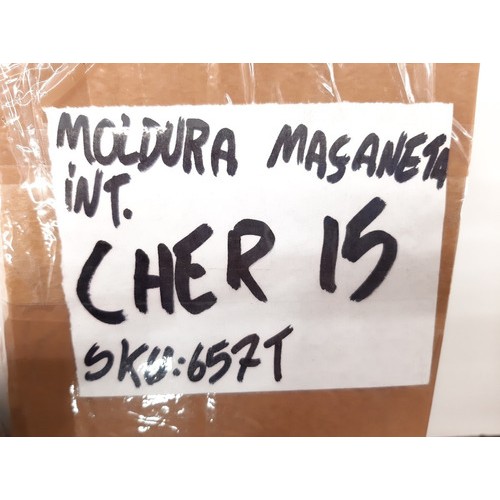 MOLDURA MAÇANETA
INT.
CHER 15
SKU:657T